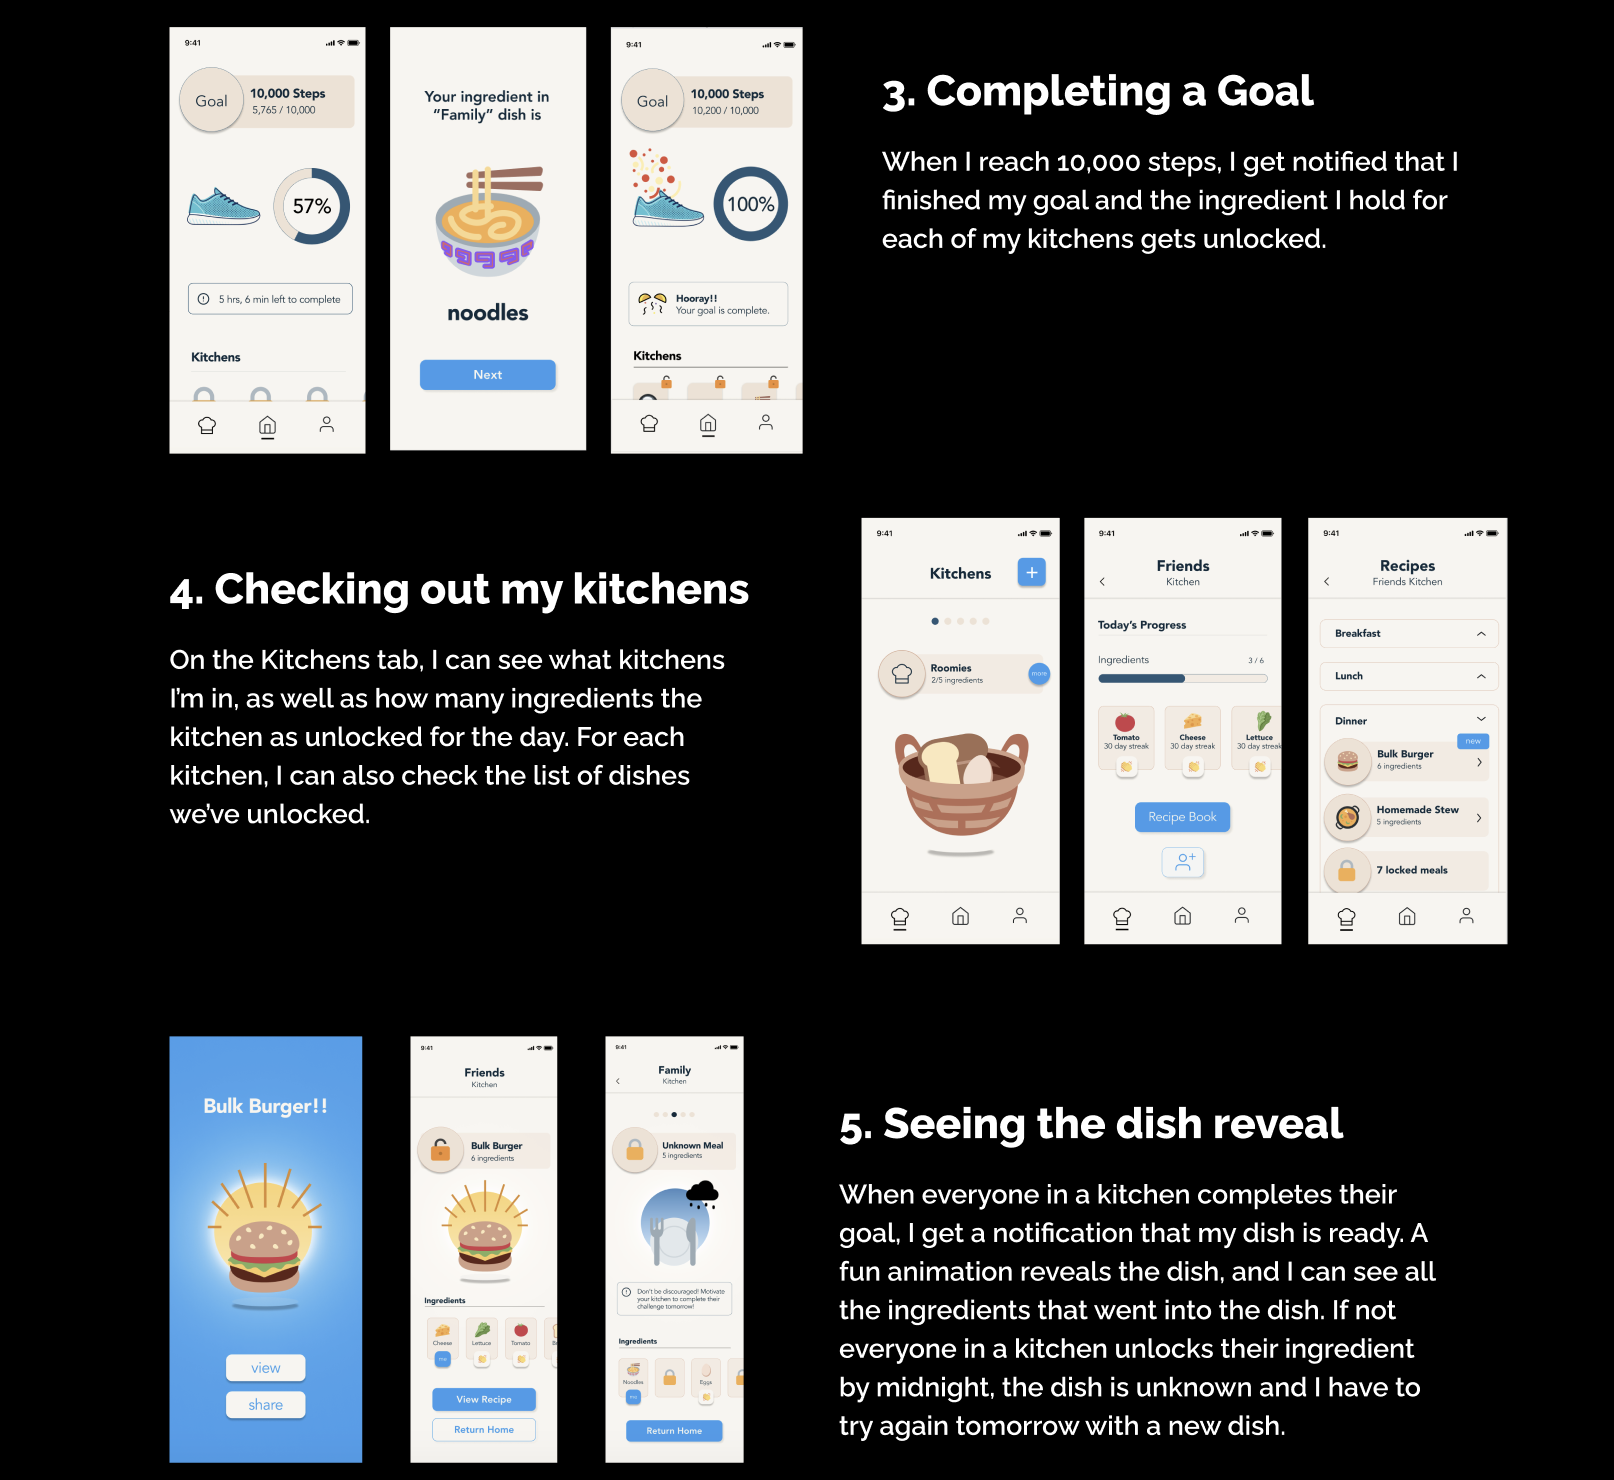 9:41
Goal
10,000 Steps
5,765 / 10,000
57%
5 hrs, 6 min left to complete
Kitchens
Your ingredient in
"Family" dish is
noodles
Next
9:41
Goal
10,000 Steps
10,200 / 10,000
100%
Hooray!!
Your goal is complete.
Kitchens
3. Completing a Goal
When I reach 10,000 steps, I get notified that I
finished my goal and the ingredient I hold for
each of my kitchens gets unlocked.
4. Checking out my kitchens
On the Kitchens tab, I can see what kitchens
I'm in, as well as how many ingredients the
kitchen as unlocked for the day. For each
kitchen, I can also check the list of dishes
we've unlocked.
9:41
Kitchens
+
Roomies
2/5 ingredients
more
9:41
Friends
Kitchen
Today's Progress
Ingredients
3 / 6
Tomato
30 day streak
Cheese
30 day streak
Lettuce
30 day streak
Recipe Book
9:41
Recipes
Friends Kitchen
Breakfast
Lunch
Dinner
new
Bulk Burger
6 ingredients
Homemade Stew
5 ingredients
7 locked meals
Bulk Burger!!
view
share
9:41
Friends
Kitchen
Bulk Burger
6 ingredients
Ingredients
Cheese
me
Lettuce
Tomato
View Recipe
Return Home
9:41
Family
Kitchen
Unknown Meal
5 ingredients
Don't be discouraged! Motivate
your kitchen to complete their
challenge tomorrow!
Ingredients
Noodles
me
Eggs
Return Home
5. Seeing the dish reveal
When everyone in a kitchen completes their
goal, I get a notification that my dish is ready. A
fun animation reveals the dish, and I can see all
the ingredients that went into the dish. If not
everyone in a kitchen unlocks their ingredient
by midnight, the dish is unknown and I have to
try again tomorrow with a new dish.